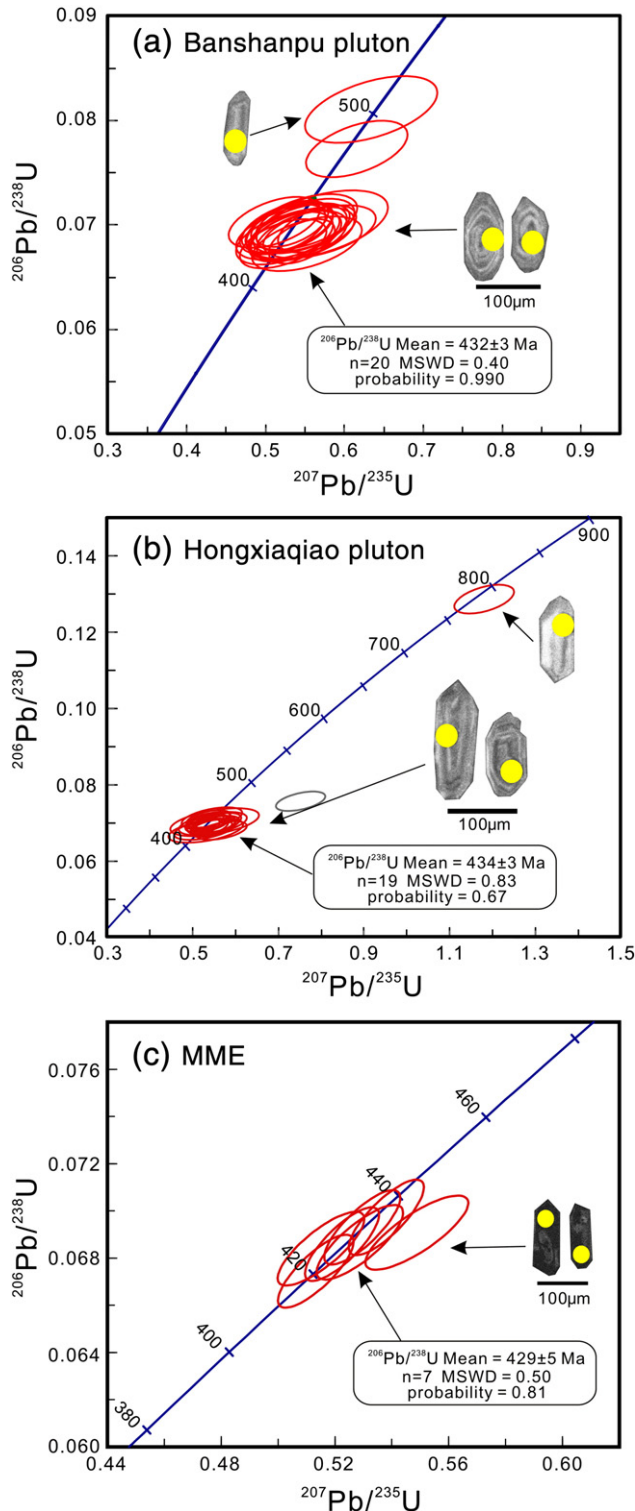 (a) Banshanpu pluton
0.09
0.08
0.07
0.06
0.05
²⁰⁶Pb/²³⁸U
500
400
100µm
²⁰⁶Pb/²³⁸U Mean = 432±3 Ma
n=20 MSWD = 0.40
probability = 0.990
0.3 0.4 0.5 0.6 0.7 0.8 0.9
²⁰⁷Pb/²³⁵U
(b) Hongxiaqiao pluton
0.14
0.12
0.10
0.08
0.06
0.04
²⁰⁶Pb/²³⁸U
900
800
700
600
500
400
100µm
²⁰⁶Pb/²³⁸U Mean = 434±3 Ma
n=19 MSWD = 0.83
probability = 0.67
0.3 0.5 0.7 0.9 1.1 1.3 1.5
²⁰⁷Pb/²³⁵U
(c) MME
0.076
0.072
0.068
0.064
0.060
²⁰⁶Pb/²³⁸U
460
440
420
400
380
100µm
²⁰⁶Pb/²³⁸U Mean = 429±5 Ma
n=7 MSWD = 0.50
probability = 0.81
0.44 0.48 0.52 0.56 0.60
²⁰⁷Pb/²³⁵U